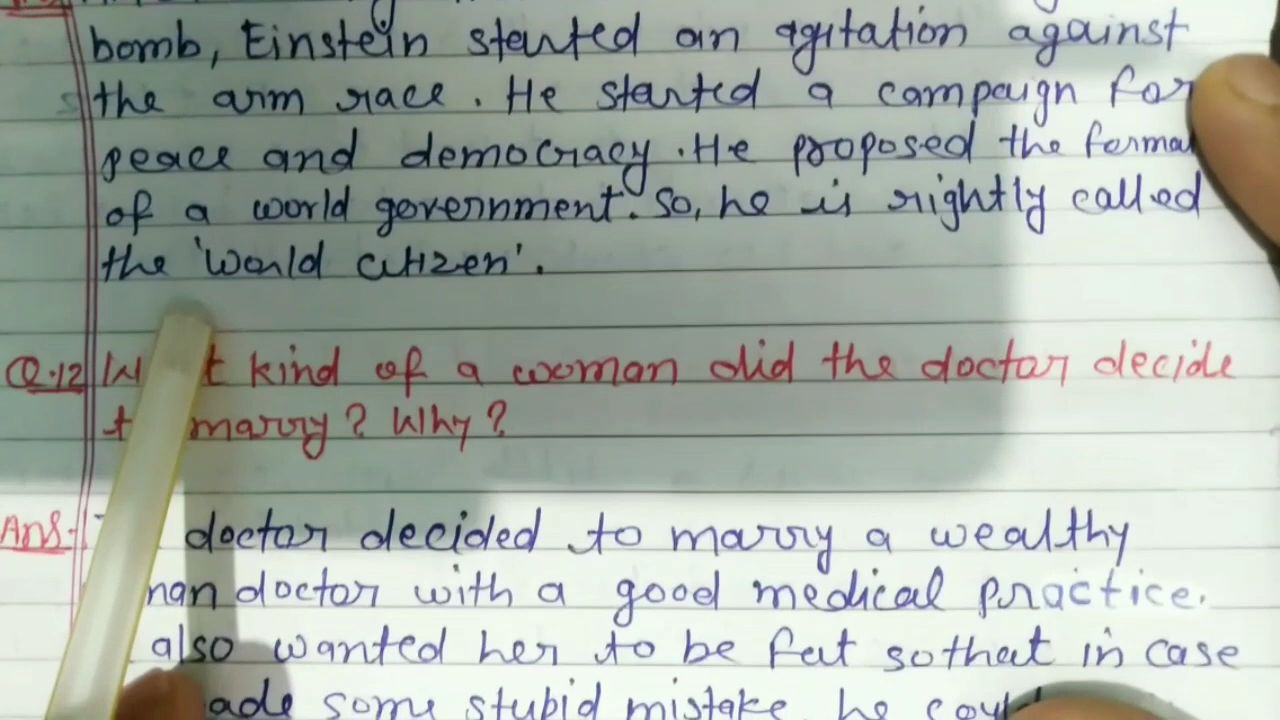 bomb, Einstein started an agitation against
the arm race. He started a campaign for
peace and democracy. He proposed the
of a world government. So, he is rightly called
the 'World citizen'.
Q.12 kind of a woman did the doctor decide
marry? Why?
Ans:- doctor decided to marry a wealthy
doctor with a good medical practice.
also wanted her to be fat sothat in case
some stupid mistake, he